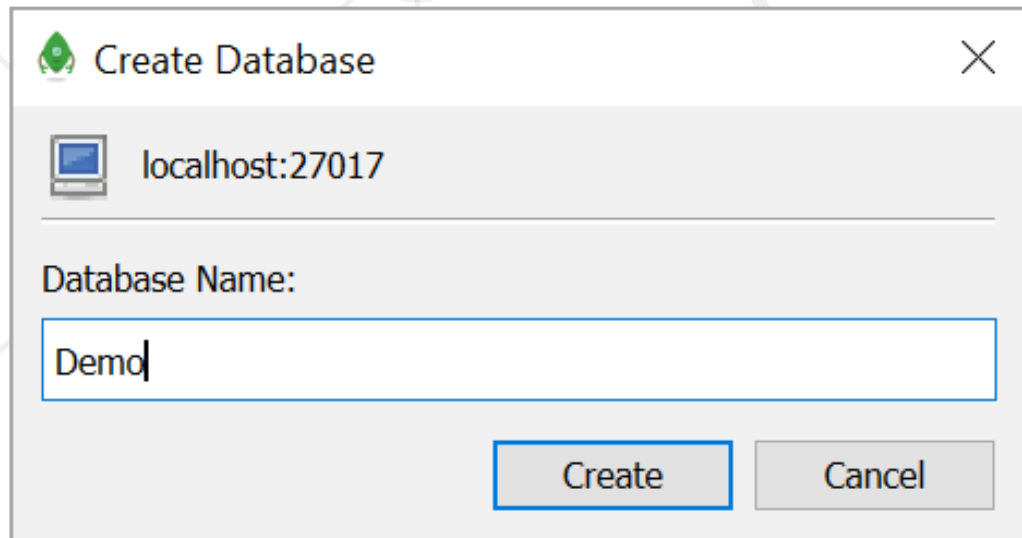 Create Database
localhost:27017
Database Name:
Demo
Create Cancel